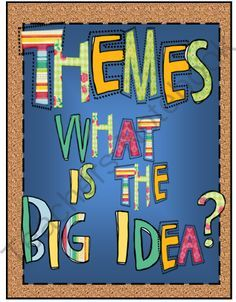 THEMES
WHAT
IS THE
BIG IDEA?